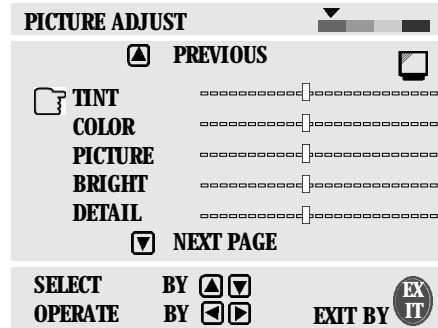 PICTURE ADJUST
PREVIOUS
TINT
COLOR
PICTURE
BRIGHT
DETAIL
NEXT PAGE
SELECT BY
OPERATE BY EXIT BY EXIT